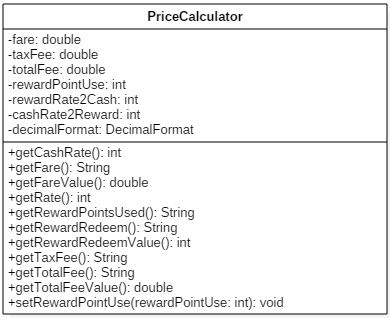 PriceCalculator
-fare: double
-taxFee: double
-totalFee: double
-rewardPointUse: int
-rewardRate2Cash: int
-cashRate2Reward: int
-decimalFormat: DecimalFormat
+getCashRate(): int
+getFare(): String
+getFareValue(): double
+getRate(): int
+getRewardPointsUsed(): String
+getRewardRedeem(): String
+getRewardRedeemValue(): int
+getTaxFee(): String
+getTotalFee(): String
+getTotalFeeValue(): double
+setRewardPointUse(rewardPointUse: int): void